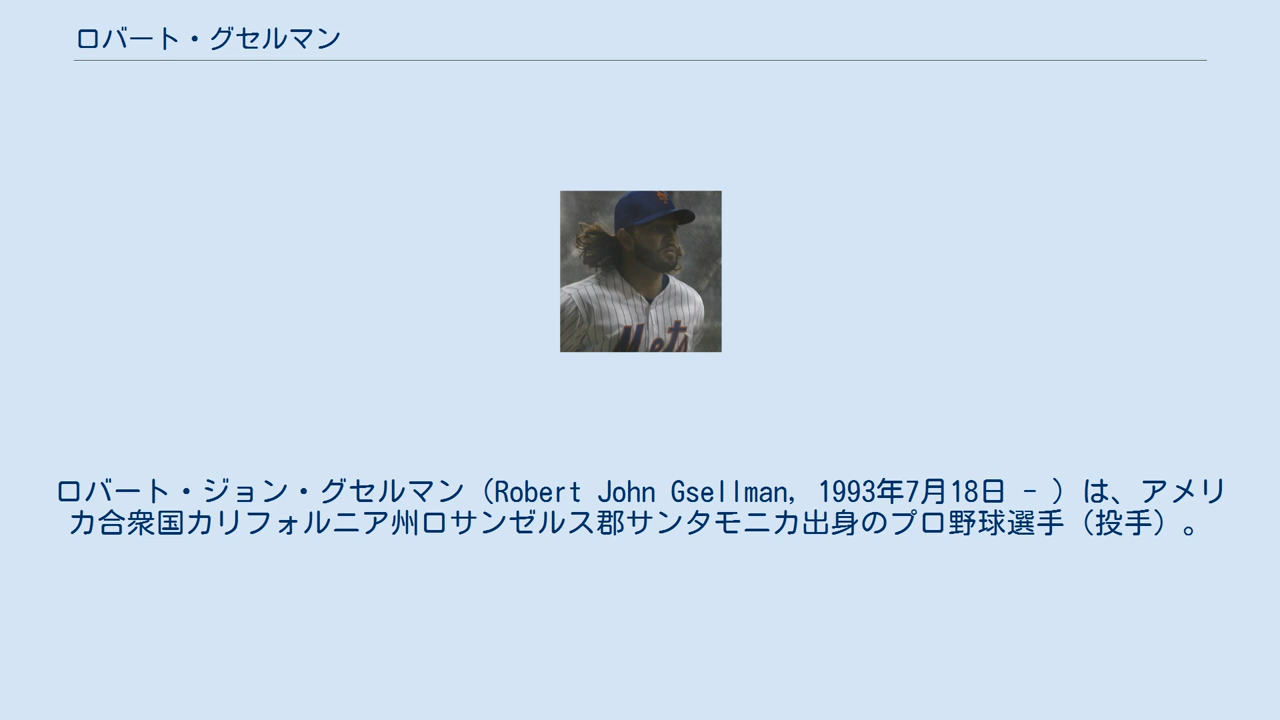 ロバート・グセルマン
Mets
ロバート・ジョン・グセルマン（Robert John Gsellman, 1993年7月18日 - ）は、アメリ
カ合衆国カリフォルニア州ロサンゼルス郡サンタモニカ出身のプロ野球選手（投手）。